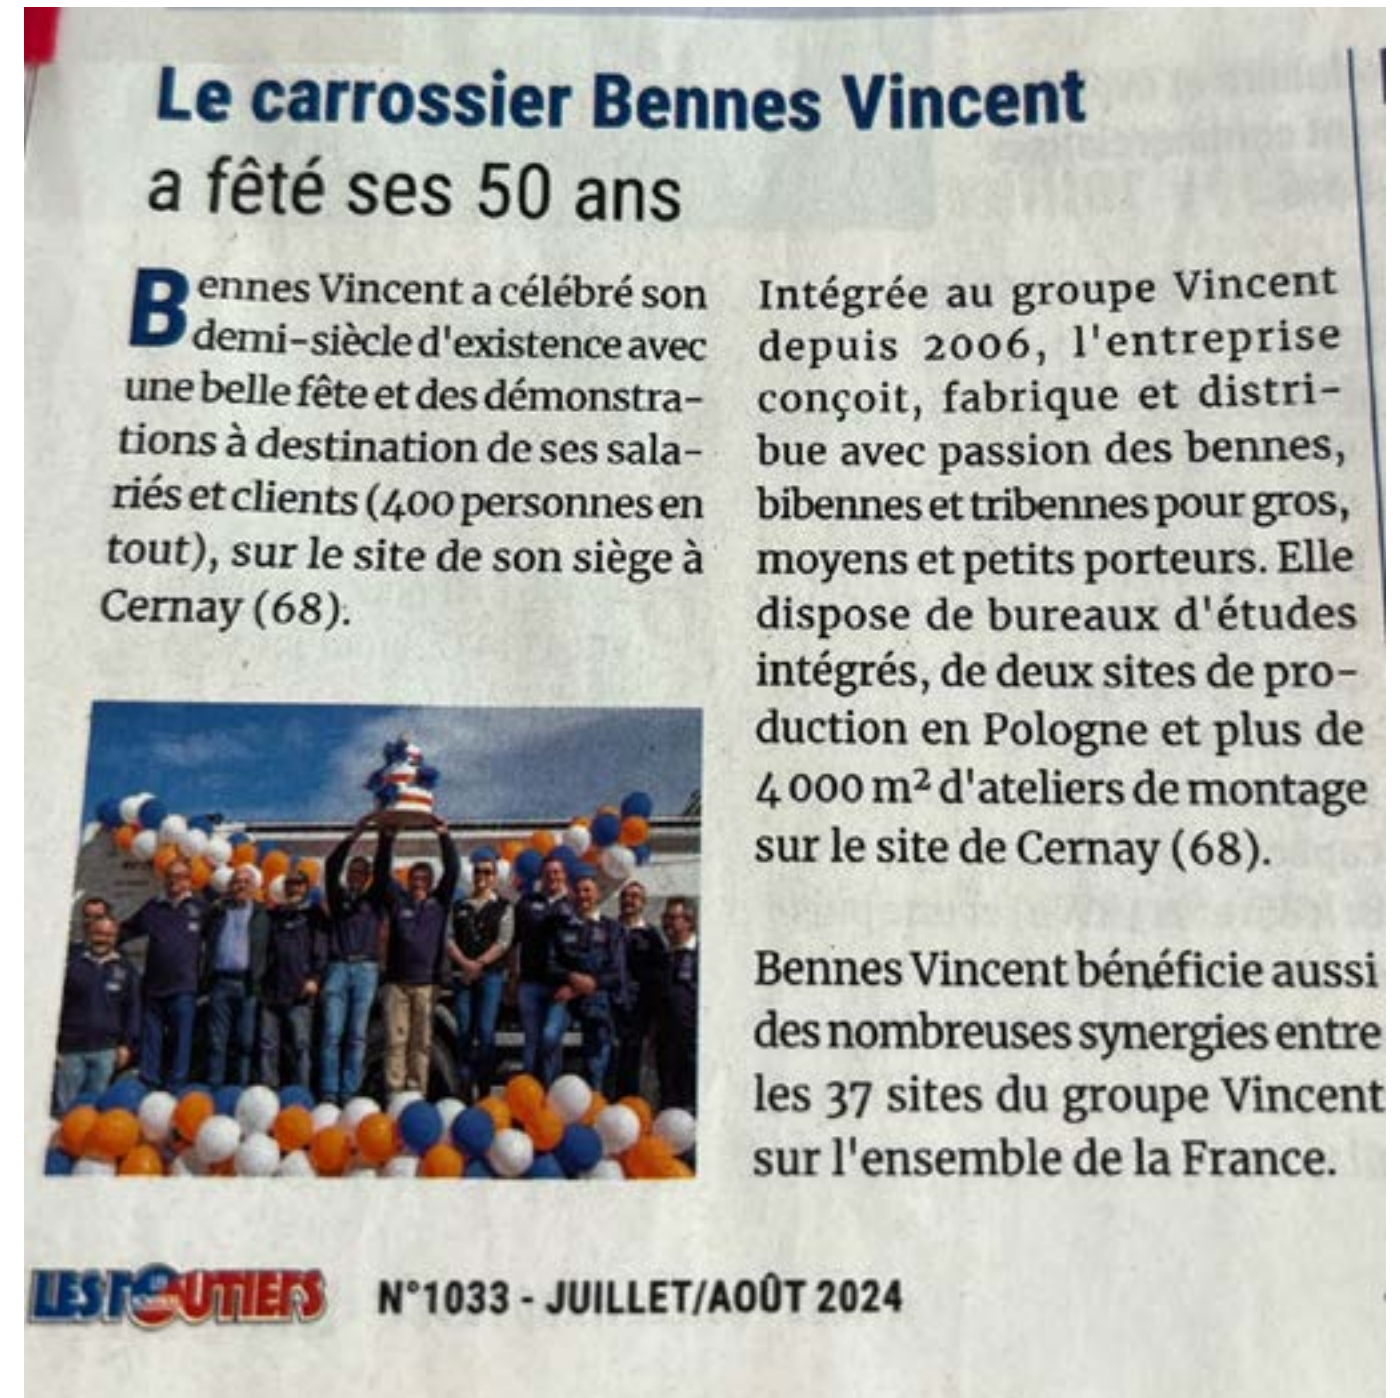 Le carrossier Bennes Vincent
a fêté ses 50 ans
Bennes Vincent a célébré son
demi-siècle d'existence avec
une belle fête et des démonstra-
tions à destination de ses sala-
riés et clients (400 personnes en
tout), sur le site de son siège à
Cernay (68).
Intégrée au groupe Vincent
depuis 2006, l'entreprise
conçoit, fabrique et distri-
bue avec passion des bennes,
bibennes et tribennes pour gros,
moyens et petits porteurs. Elle
dispose de bureaux d'études
intégrés, de deux sites de pro-
duction en Pologne et plus de
4 000 m² d'ateliers de montage
sur le site de Cernay (68).
Bennes Vincent bénéficie aussi
des nombreuses synergies entre
les 37 sites du groupe Vincent
sur l'ensemble de la France.
LES ROUTIERS
N°1033 - JUILLET/AOÛT 2024